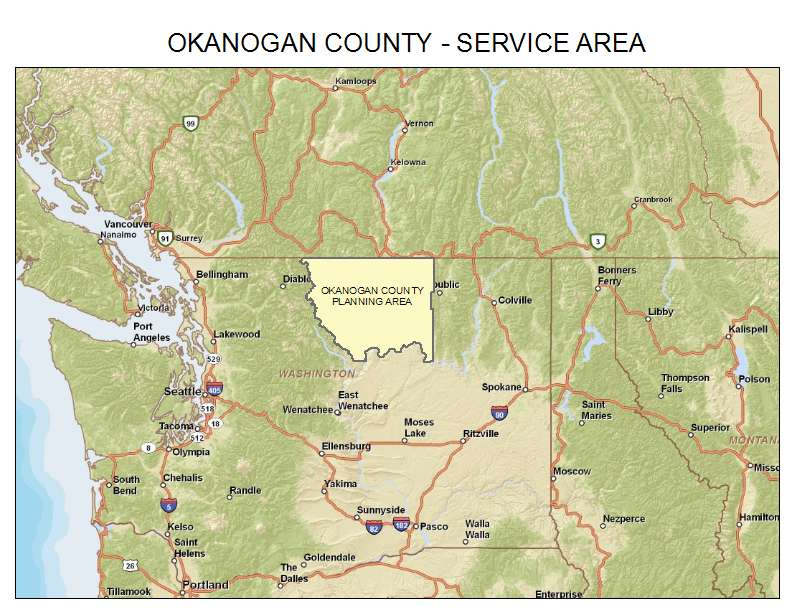 OKANOGAN COUNTY - SERVICE AREA
Kamloops
99
Vernon
Kelowna
Cranbrook
Vancouver
Nanaimo
91 Surrey
3
Bellingham
Diablo
OKANOGAN COUNTY
PLANNING AREA
public
Bonners
Ferry
Colville
Victoria
Port
Angeles
Libby
Kalispell
Lakewood
529
WASHINGTON
Thompson
Falls
Polson
Seattle
405
Spokane
East
Wenatchee
Wenatchee
518
18
Tacoma
512
90
Saint
Maries
Moses
Lake
Ritzville
Superior
MONTAN
8
Olympia
Ellensburg
Misso
South
Bend
Chehalis
Randle
Yakima
Moscow
5
Sunnyside
82
182
Pasco
Walla
Walla
Nezperce
Hamilton
Kelso
Saint
Helens
26
Goldendale
The
Dalles
Tillamook
Portland
Enterprise